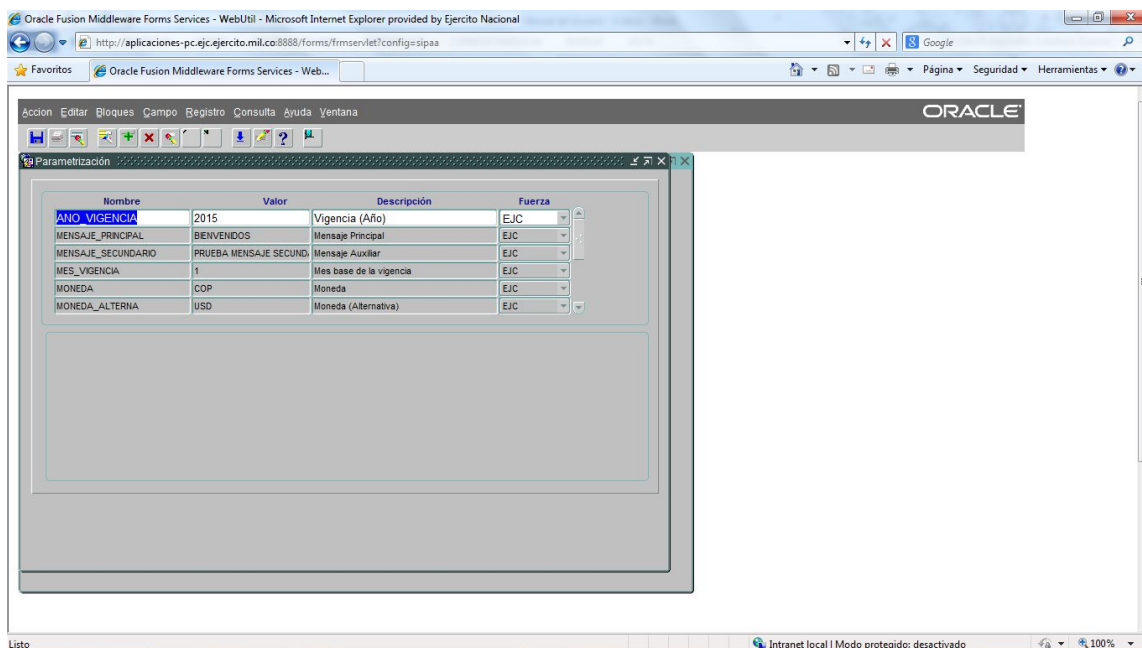 Oracle Fusion Middleware Forms Services - WebUtil - Microsoft Internet Explorer provided by Ejercito Nacional
http://aplicaciones-pc.ejc.ejercito.mil.co:8888/forms/frmservlet?config=sipaa
Google
Favoritos Oracle Fusion Middleware Forms Services - Web...
Página Seguridad Herramientas
Accion Editar Bloques Campo Registro Consulta Ayuda Ventana ORACLE
Parametrización
Nombre Valor Descripción Fuerza
ANO_VIGENCIA 2015 Vigencia (Año) EJC
MENSAJE_PRINCIPAL BIENVENIDOS Mensaje Principal EJC
MENSAJE_SECUNDARIO PRUEBA MENSAJE SECUND Mensaje Auxiliar EJC
MES_VIGENCIA 1 Mes base de la vigencia EJC
MONEDA COP Moneda EJC
MONEDA_ALTERNA USD Moneda (Alternativa) EJC
Listo Intranet local | Modo protegido: desactivado 100%